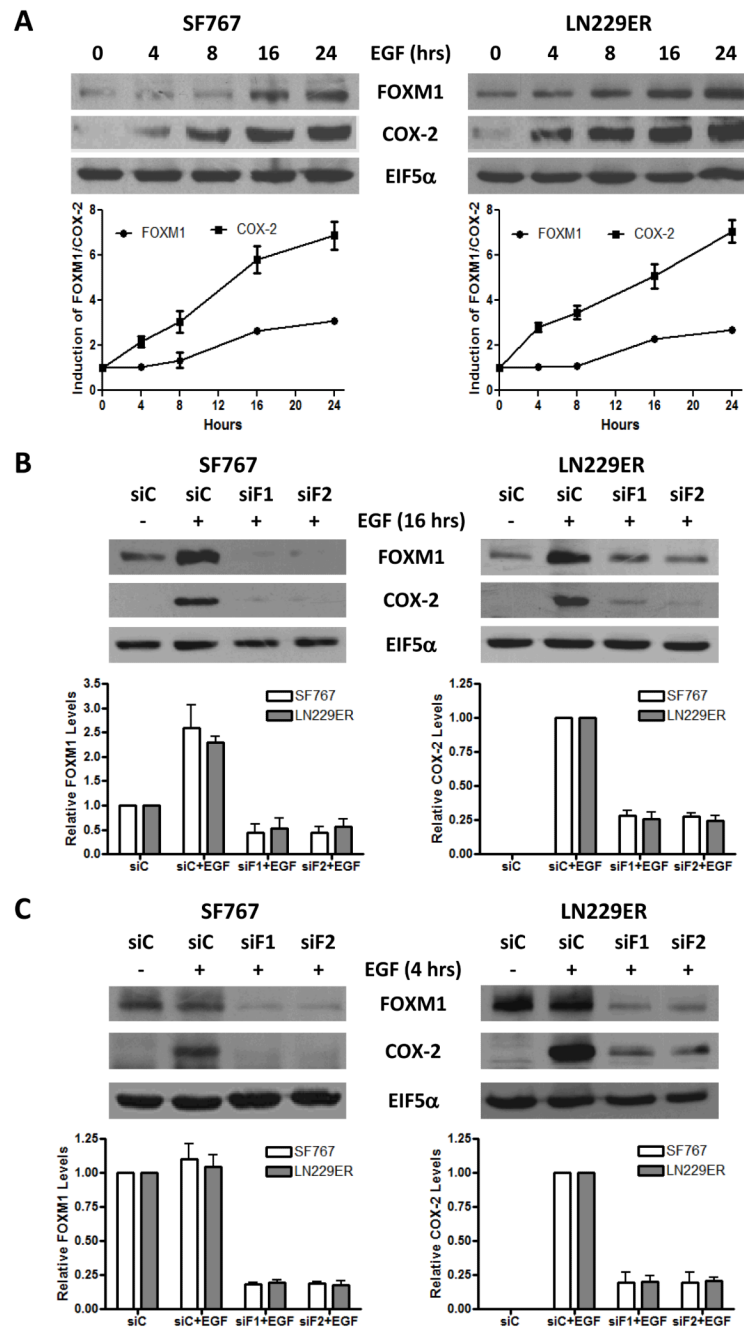 A
SF767 LN229ER
0 4 8 16 24 EGF (hrs) 0 4 8 16 24
FOXM1
COX-2
EIF5α
Induction of FOXM1/COX-2
8
6
4
2
0
FOXM1 COX-2
0 4 8 12 16 20 24
Hours
8
6
4
2
0
FOXM1 COX-2
0 4 8 12 16 20 24
Hours
Induction of FOXM1/COX-2
B
SF767 LN229ER
siC siC siF1 siF2 siC siC siF1 siF2
- + + + EGF (16 hrs) - + + +
FOXM1
COX-2
EIF5α
Relative FOXM1 Levels
3.5
3.0
2.5
2.0
1.5
1.0
0.5
0.0
SF767
LN229ER
siC siC+EGF siF1+EGF siF2+EGF
Relative COX-2 Levels
1.25
1.00
0.75
0.50
0.25
0.00
SF767
LN229ER
siC siC+EGF siF1+EGF siF2+EGF
C
SF767 LN229ER
siC siC siF1 siF2 siC siC siF1 siF2
- + + + EGF (4 hrs) - + + +
FOXM1
COX-2
EIF5α
Relative FOXM1 Levels
1.25
1.00
0.75
0.50
0.25
0.00
SF767
LN229ER
siC siC+EGF siF1+EGF siF2+EGF
Relative COX-2 Levels
1.25
1.00
0.75
0.50
0.25
0.00
SF767
LN229ER
siC siC+EGF siF1+EGF siF2+EGF